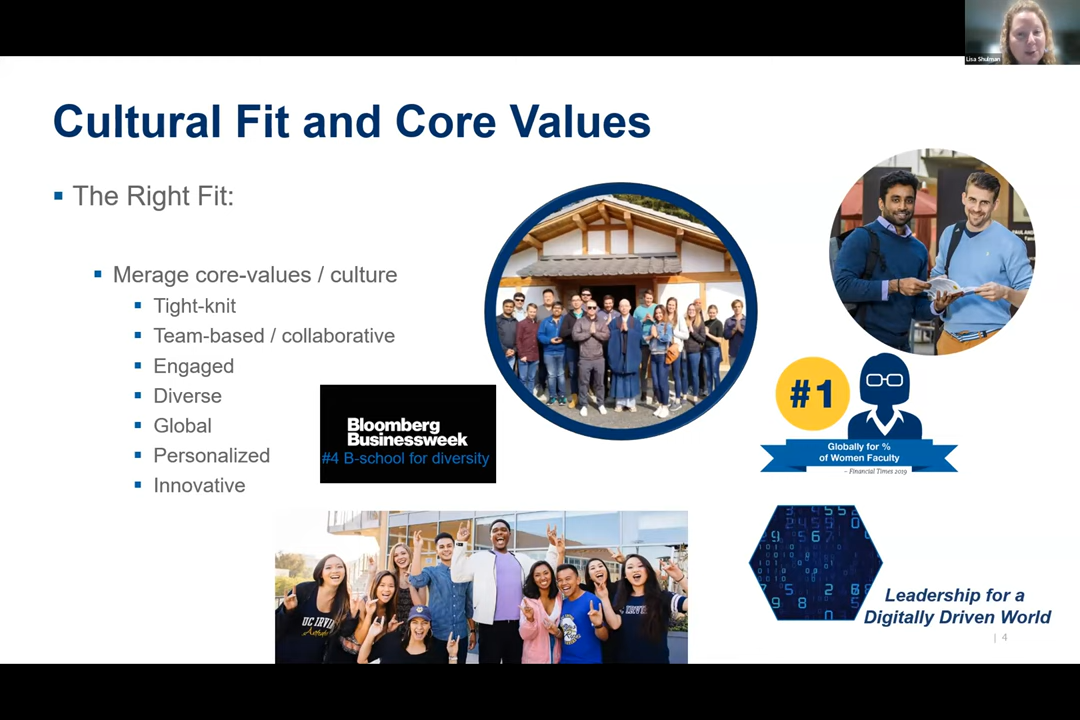 Lisa Shulman
Cultural Fit and Core Values
The Right Fit:
Merage core-values / culture
Tight-knit
Team-based / collaborative
Engaged
Diverse
Global
Personalized
Innovative
Bloomberg
Businessweek
#4 B-school for diversity
#1
Globally for %
of Women Faculty
~ Financial Times 2019
UC IRVINE
Leadership for a
Digitally Driven World
| 4